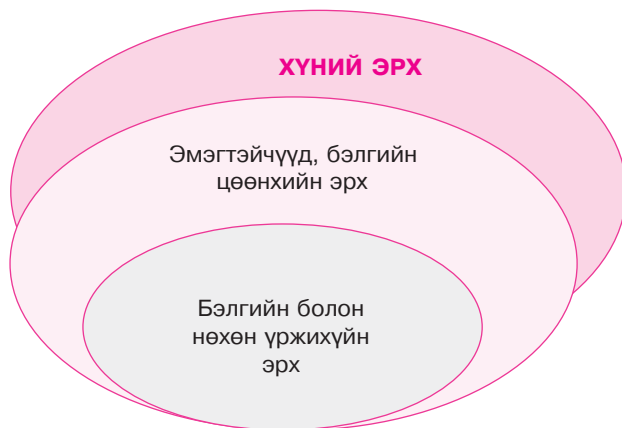 ХҮНИЙ ЭРХ
Эмэгтэйчүүд, бэлгийн
цөөнхийн эрх
Бэлгийн болон
нөхөн үржихүйн
эрх